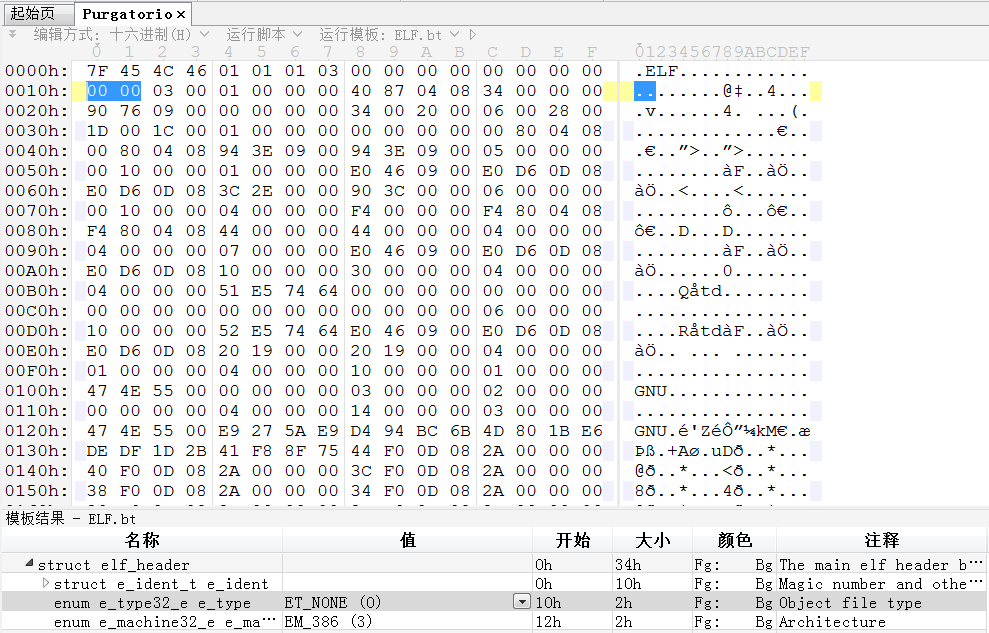 起始页 Purgatorio×
编辑方式: 十六进制(H) 运行脚本 运行模板: ELF.bt
0 1 2 3 4 5 6 7 8 9 A B C D E F 0123456789ABCDEF
0000h: 7F 45 4C 46 01 01 01 03 00 00 00 00 00 00 00 00 .ELF............
0010h: 00 00 03 00 01 00 00 00 40 87 04 08 34 00 00 00 ........@‡..4...
0020h: 90 76 09 00 00 00 00 00 34 00 20 00 06 00 28 00 .v......4. ...(.
0030h: 1D 00 1C 00 01 00 00 00 00 00 00 00 00 80 04 08 .............€..
0040h: 00 80 04 08 94 3E 09 00 94 3E 09 00 05 00 00 00 .€..”>..”>......
0050h: 00 10 00 00 01 00 00 00 E0 46 09 00 E0 D6 0D 08 ........àF..àÖ..
0060h: E0 D6 0D 08 3C 2E 00 00 90 3C 00 00 06 00 00 00 àÖ..<....<......
0070h: 00 10 00 00 04 00 00 00 F4 00 00 00 F4 80 04 08 ........ô...ô€..
0080h: F4 80 04 08 44 00 00 00 44 00 00 00 04 00 00 00 ô€..D...D.......
0090h: 04 00 00 00 07 00 00 00 E0 46 09 00 E0 D6 0D 08 ........àF..àÖ..
00A0h: E0 D6 0D 08 10 00 00 00 30 00 00 00 04 00 00 00 àÖ......0.......
00B0h: 04 00 00 00 51 E5 74 64 00 00 00 00 00 00 00 00 ....Qåtd........
00C0h: 00 00 00 00 00 00 00 00 00 00 00 00 06 00 00 00 ................
00D0h: 10 00 00 00 52 E5 74 64 E0 46 09 00 E0 D6 0D 08 ....RåtdàF..àÖ..
00E0h: E0 D6 0D 08 20 19 00 00 20 19 00 00 04 00 00 00 àÖ.. ... .......
00F0h: 01 00 00 00 04 00 00 00 10 00 00 00 01 00 00 00 ................
0100h: 47 4E 55 00 00 00 00 00 03 00 00 00 02 00 00 00 GNU.............
0110h: 00 00 00 00 04 00 00 00 14 00 00 00 03 00 00 00 ................
0120h: 47 4E 55 00 E9 27 5A E9 D4 94 BC 6B 4D 80 1B E6 GNU.é'ZéÔ”¼kM€.æ
0130h: DE DF 1D 2B 41 F8 8F 75 44 F0 0D 08 2A 00 00 00 Þß.+Aø.uDð..*...
0140h: 40 F0 0D 08 2A 00 00 00 3C F0 0D 08 2A 00 00 00 @ð..*...<ð..*...
0150h: 38 F0 0D 08 2A 00 00 00 34 F0 0D 08 2A 00 00 00 8ð..*...4ð..*...
模板结果 - ELF.bt
名称 值 开始 大小 颜色 注释
struct elf_header 0h 34h Fg: Bg The main elf header b…
struct e_ident_t e_ident 0h 10h Fg: Bg Magic number and othe…
enum e_type32_e e_type ET_NONE (0) 10h 2h Fg: Bg Object file type
enum e_machine32_e e_ma… EM_386 (3) 12h 2h Fg: Bg Architecture